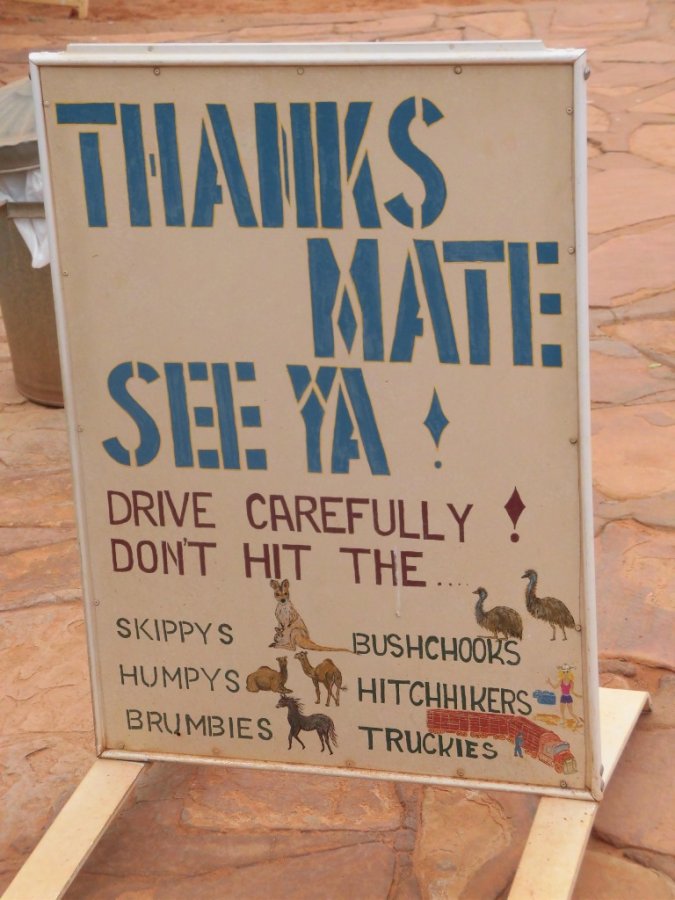 THANKS
MATE
SEE YA !
DRIVE CAREFULLY !
DON'T HIT THE.....
SKIPPYS
BUSHCHOOKS
HUMPYS
HITCHHIKERS
BRUMBIES
TRUCKIES